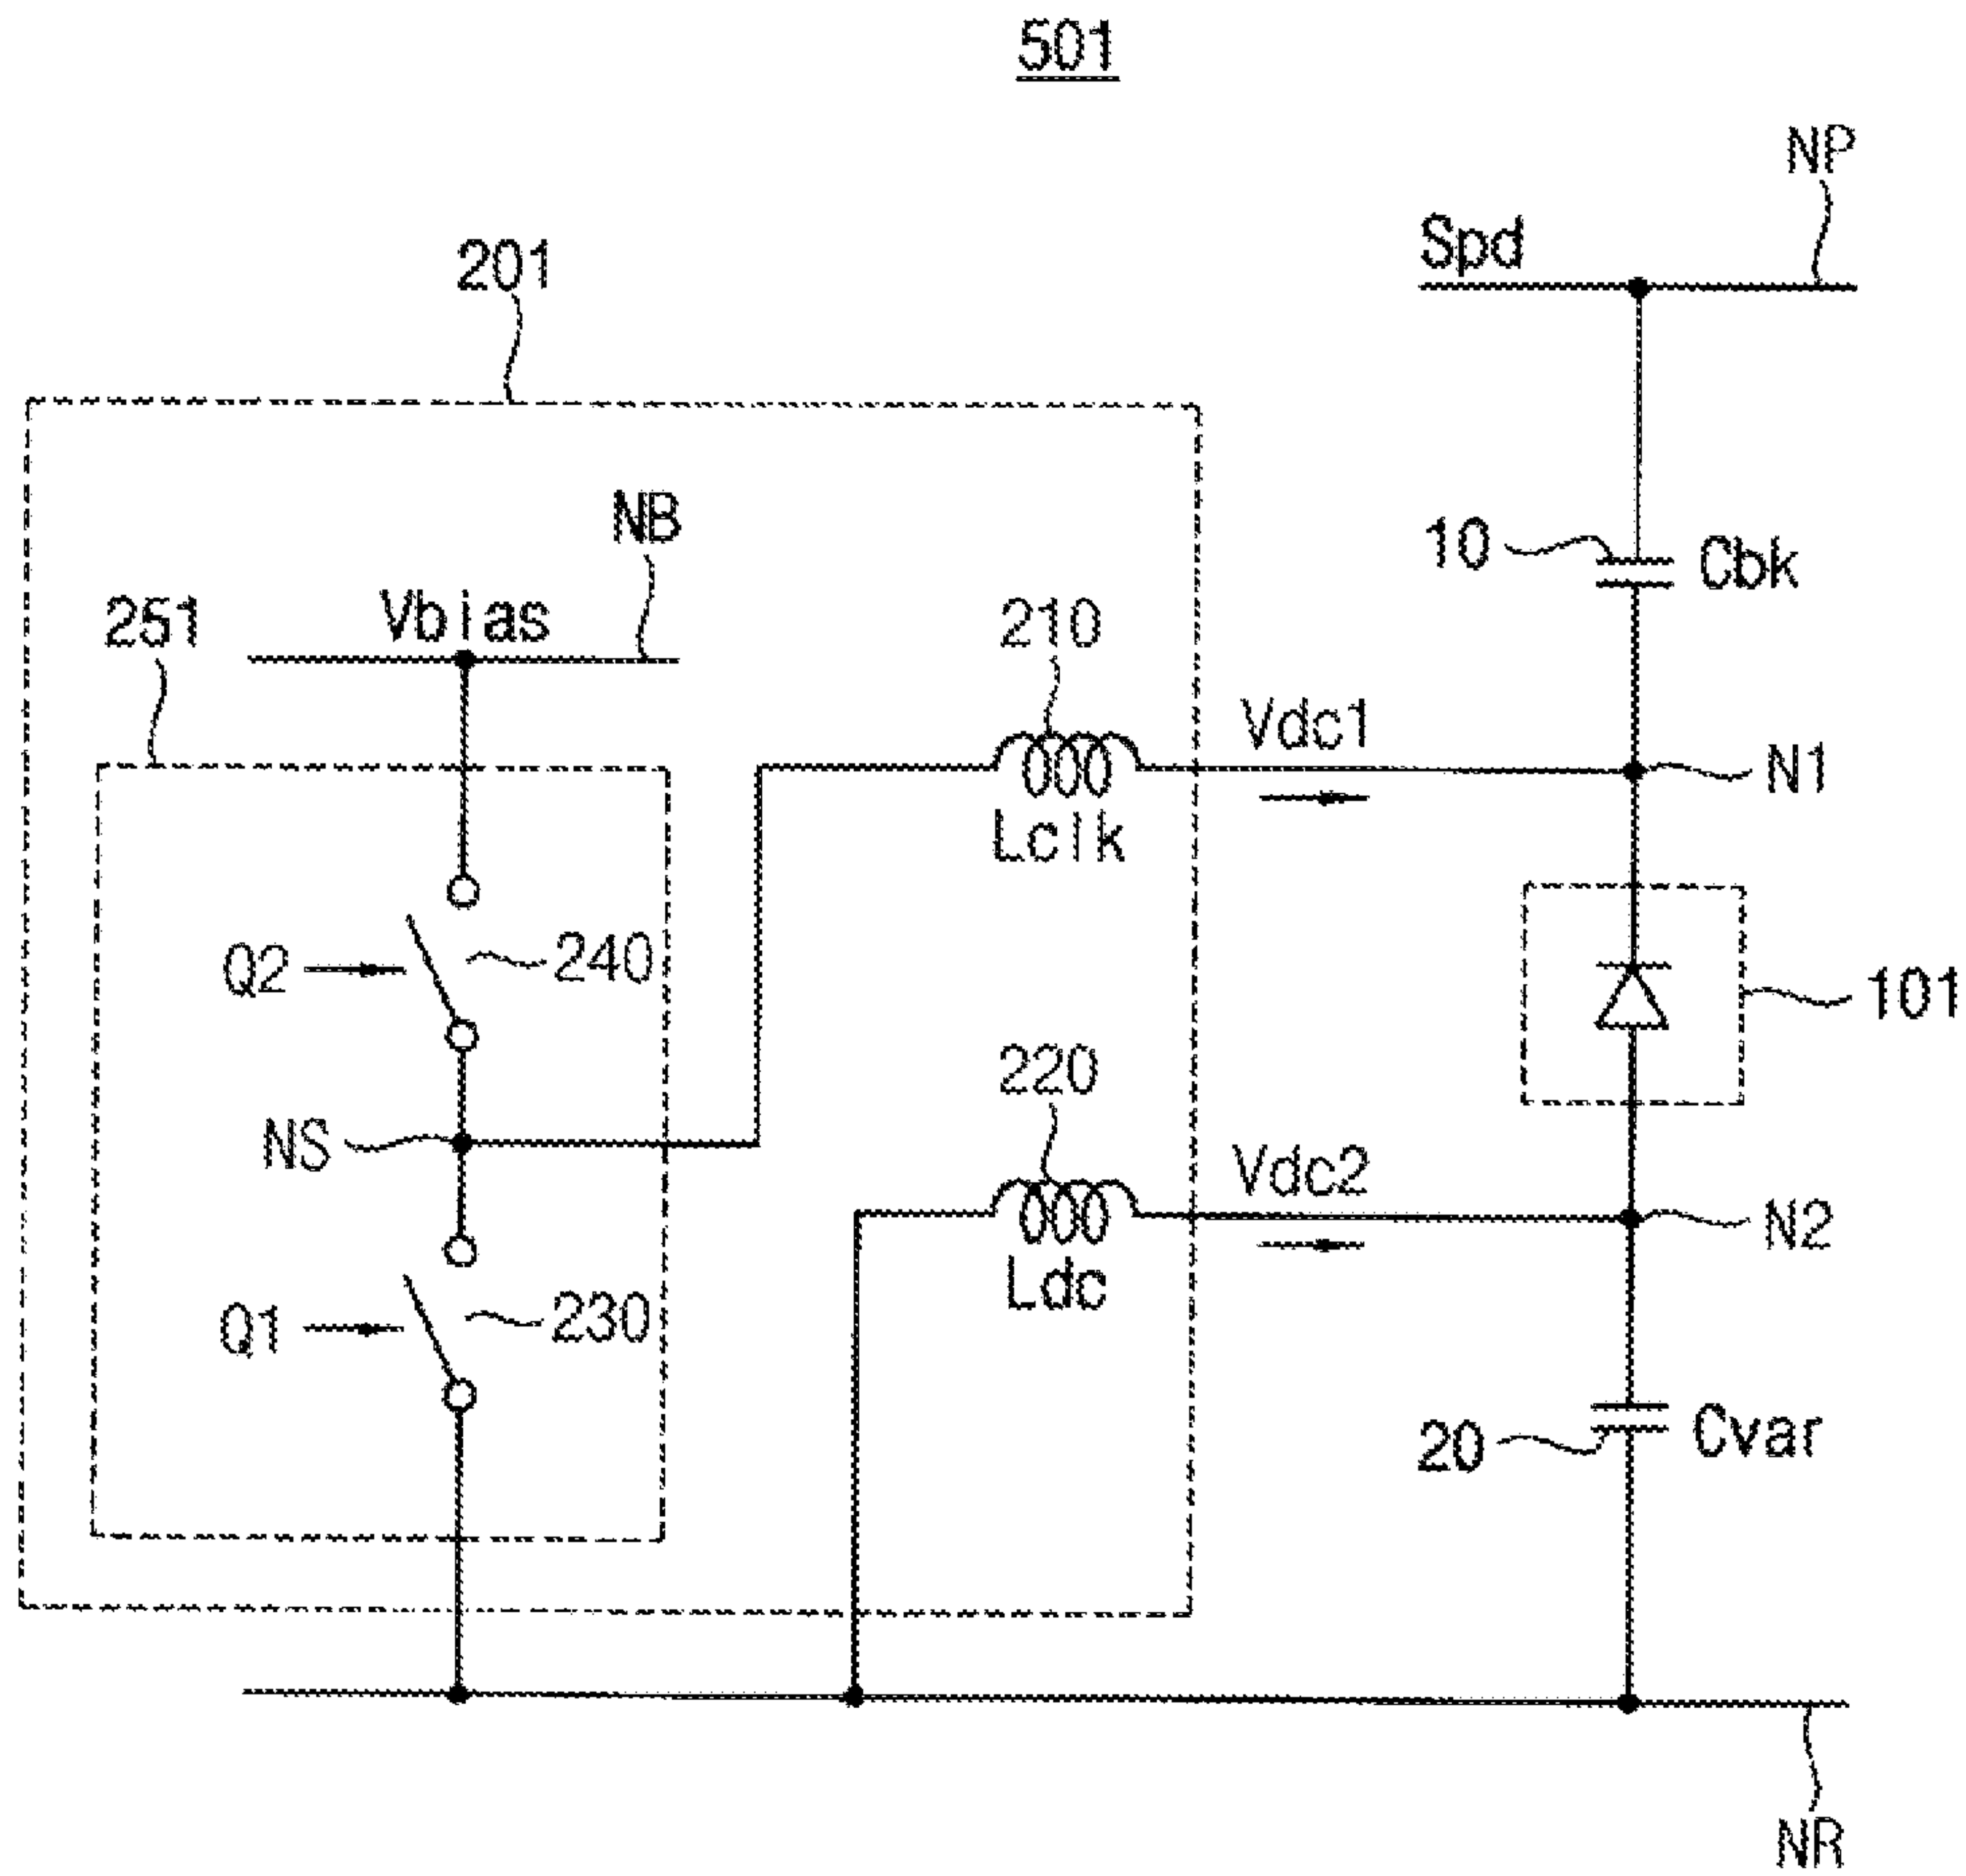 501
NP
Spd
201
NB
10
Cbk
251
Vbias
210
Vdc1
N1
Lclk
Q2
240
101
220
NS
Vdc2
N2
Ldc
Q1
230
20
Cvar
NR